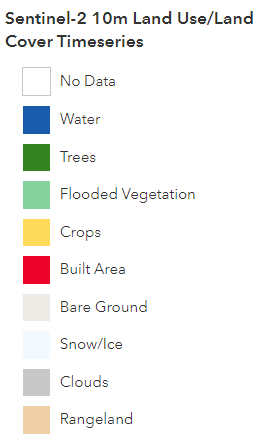 Sentinel-2 10m Land Use/Land
Cover Timeseries
No Data
Water
Trees
Flooded Vegetation
Crops
Built Area
Bare Ground
Snow/Ice
Clouds
Rangeland